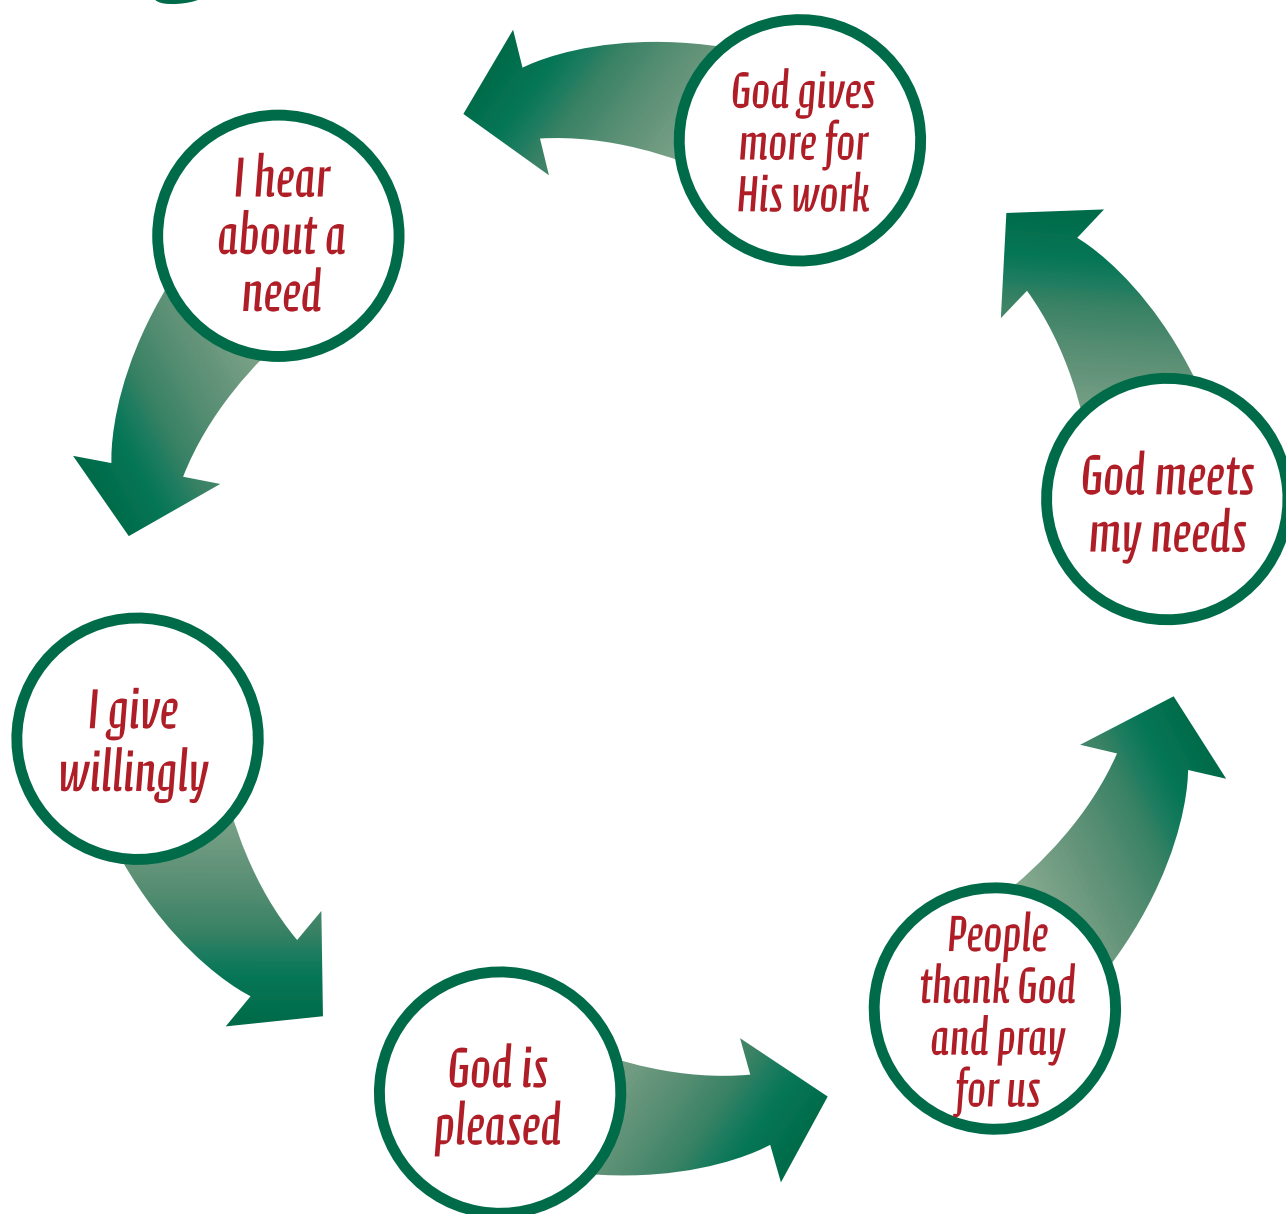 God gives
more for
His work
I hear
about a
need
God meets
my needs
I give
willingly
People
thank God
and pray
for us
God is
pleased